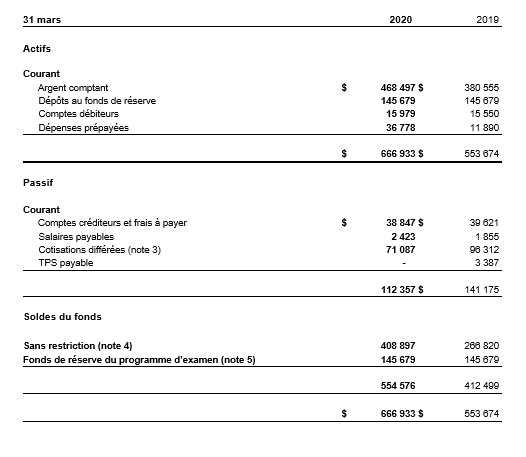 31 mars 2020 2019
Actifs
Courant
Argent comptant $ 468 497 $ 380 555
Dépôts au fonds de réserve 145 679 145 679
Comptes débiteurs 15 979 15 550
Dépenses prépayées 36 778 11 890
$ 666 933 $ 553 674
Passif
Courant
Comptes créditeurs et frais à payer $ 38 847 $ 39 621
Salaires payables 2 423 1 855
Cotisations différées (note 3) 71 087 96 312
TPS payable - 3 387
112 357 $ 141 175
Soldes du fonds
Sans restriction (note 4) 408 897 266 820
Fonds de réserve du programme d'examen (note 5) 145 679 145 679
554 576 412 499
$ 666 933 $ 553 674